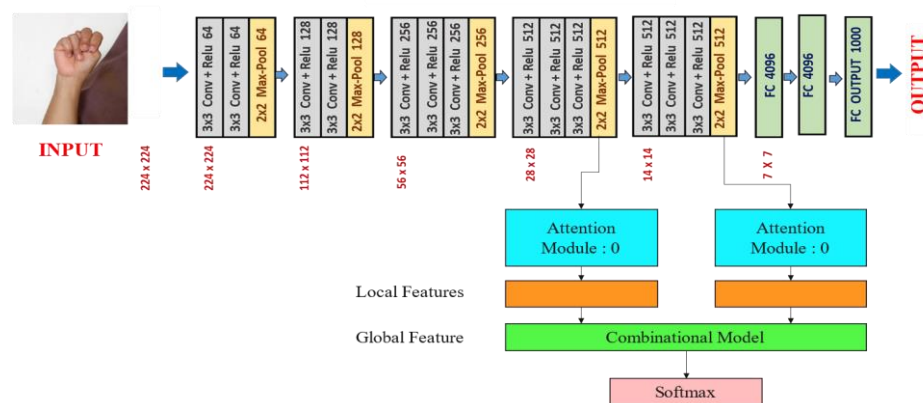 INPUT
224 x 224
3x3 Conv + Relu 64
3x3 Conv + Relu 64
2x2 Max-Pool 64
224 x 224
3x3 Conv + Relu 128
3x3 Conv + Relu 128
2x2 Max-Pool 128
112 x 112
3x3 Conv + Relu 256
3x3 Conv + Relu 256
3x3 Conv + Relu 256
2x2 Max-Pool 256
56 x 56
3x3 Conv + Relu 512
3x3 Conv + Relu 512
3x3 Conv + Relu 512
2x2 Max-Pool 512
28 x 28
3x3 Conv + Relu 512
3x3 Conv + Relu 512
3x3 Conv + Relu 512
2x2 Max-Pool 512
14 x 14
FC 4096
7 X 7
FC 4096
FC OUTPUT 1000
OUTPUT
Attention
Module : 0
Attention
Module : 0
Local Features
Global Feature
Combinational Model
Softmax